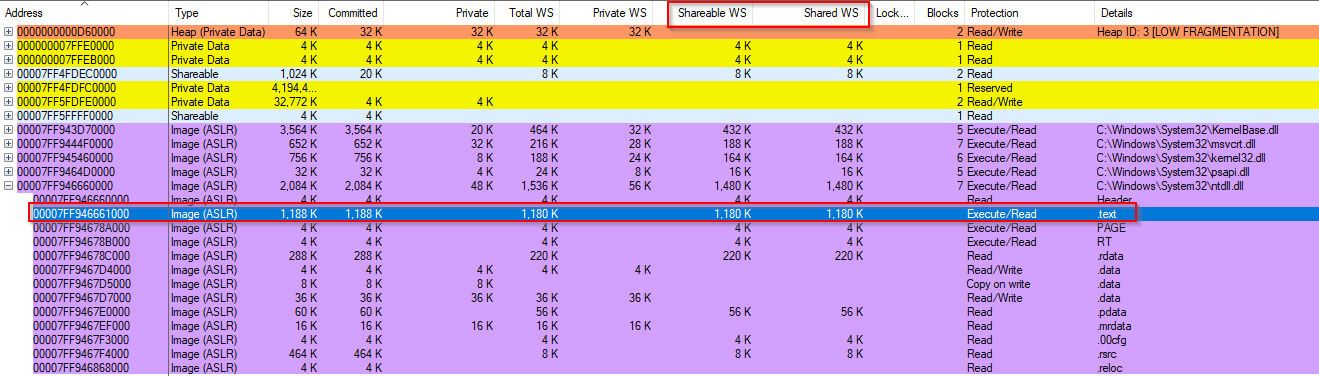 Address Type Size Committed Private Total WS Private WS Shareable WS Shared WS Lock... Blocks Protection Details
0000000000D60000 Heap (Private Data) 64 K 32 K 32 K 32 K 32 K 2 Read/Write Heap ID: 3 [LOW FRAGMENTATION]
000000007FFE0000 Private Data 4 K 4 K 4 K 4 K 4 K 1 Read
000000007FFEB000 Private Data 4 K 4 K 4 K 4 K 4 K 1 Read
00007FF4FDEC0000 Shareable 1,024 K 20 K 8 K 8 K 8 K 2 Read
00007FF4FDFC0000 Private Data 4,194,4... 1 Reserved
00007FF5FDFE0000 Private Data 32,772 K 4 K 4 K 2 Read/Write
00007FF5FFFF0000 Shareable 4 K 4 K 1 Read
00007FF943D70000 Image (ASLR) 3,564 K 3,564 K 20 K 464 K 32 K 432 K 432 K 5 Execute/Read C:\Windows\System32\KernelBase.dll
00007FF9444F0000 Image (ASLR) 652 K 652 K 32 K 216 K 28 K 188 K 188 K 7 Execute/Read C:\Windows\System32\msvcrt.dll
00007FF945460000 Image (ASLR) 756 K 756 K 8 K 188 K 24 K 164 K 164 K 6 Execute/Read C:\Windows\System32\kernel32.dll
00007FF9464D0000 Image (ASLR) 32 K 32 K 4 K 24 K 8 K 16 K 16 K 5 Execute/Read C:\Windows\System32\psapi.dll
00007FF946660000 Image (ASLR) 2,084 K 2,084 K 48 K 1,536 K 56 K 1,480 K 1,480 K 7 Execute/Read C:\Windows\System32\ntdll.dll
00007FF946660000 Image (ASLR) 4 K 4 K 4 K 4 K 4 K Read Header
00007FF946661000 Image (ASLR) 1,188 K 1,188 K 1,180 K 1,180 K 1,180 K Execute/Read .text
00007FF94678A000 Image (ASLR) 4 K 4 K 4 K 4 K 4 K Execute/Read PAGE
00007FF94678B000 Image (ASLR) 4 K 4 K 4 K 4 K 4 K Execute/Read RT
00007FF94678C000 Image (ASLR) 288 K 288 K 220 K 220 K 220 K Read .rdata
00007FF9467D4000 Image (ASLR) 4 K 4 K 4 K 4 K 4 K Read/Write .data
00007FF9467D5000 Image (ASLR) 8 K 8 K 8 K Copy on write .data
00007FF9467D7000 Image (ASLR) 36 K 36 K 36 K 36 K 36 K Read/Write .data
00007FF9467E0000 Image (ASLR) 60 K 60 K 56 K 56 K 56 K Read .pdata
00007FF9467EF000 Image (ASLR) 16 K 16 K 16 K 16 K 16 K Read .mrdata
00007FF9467F3000 Image (ASLR) 4 K 4 K 4 K 4 K 4 K Read .00cfg
00007FF9467F4000 Image (ASLR) 464 K 464 K 8 K 8 K 8 K Read .rsrc
00007FF946868000 Image (ASLR) 4 K 4 K Read .reloc